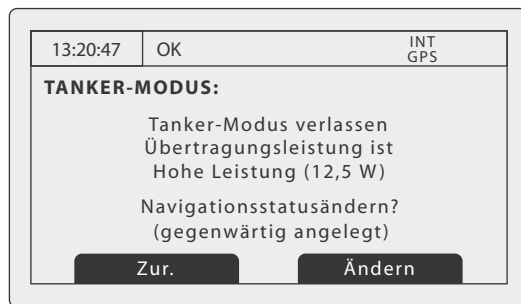 13:20:47 OK INT
GPS
TANKER-MODUS:
Tanker-Modus verlassen
Übertragungsleistung ist
Hohe Leistung (12,5 W)
Navigationsstatusändern?
(gegenwärtig angelegt)
Zur. Ändern